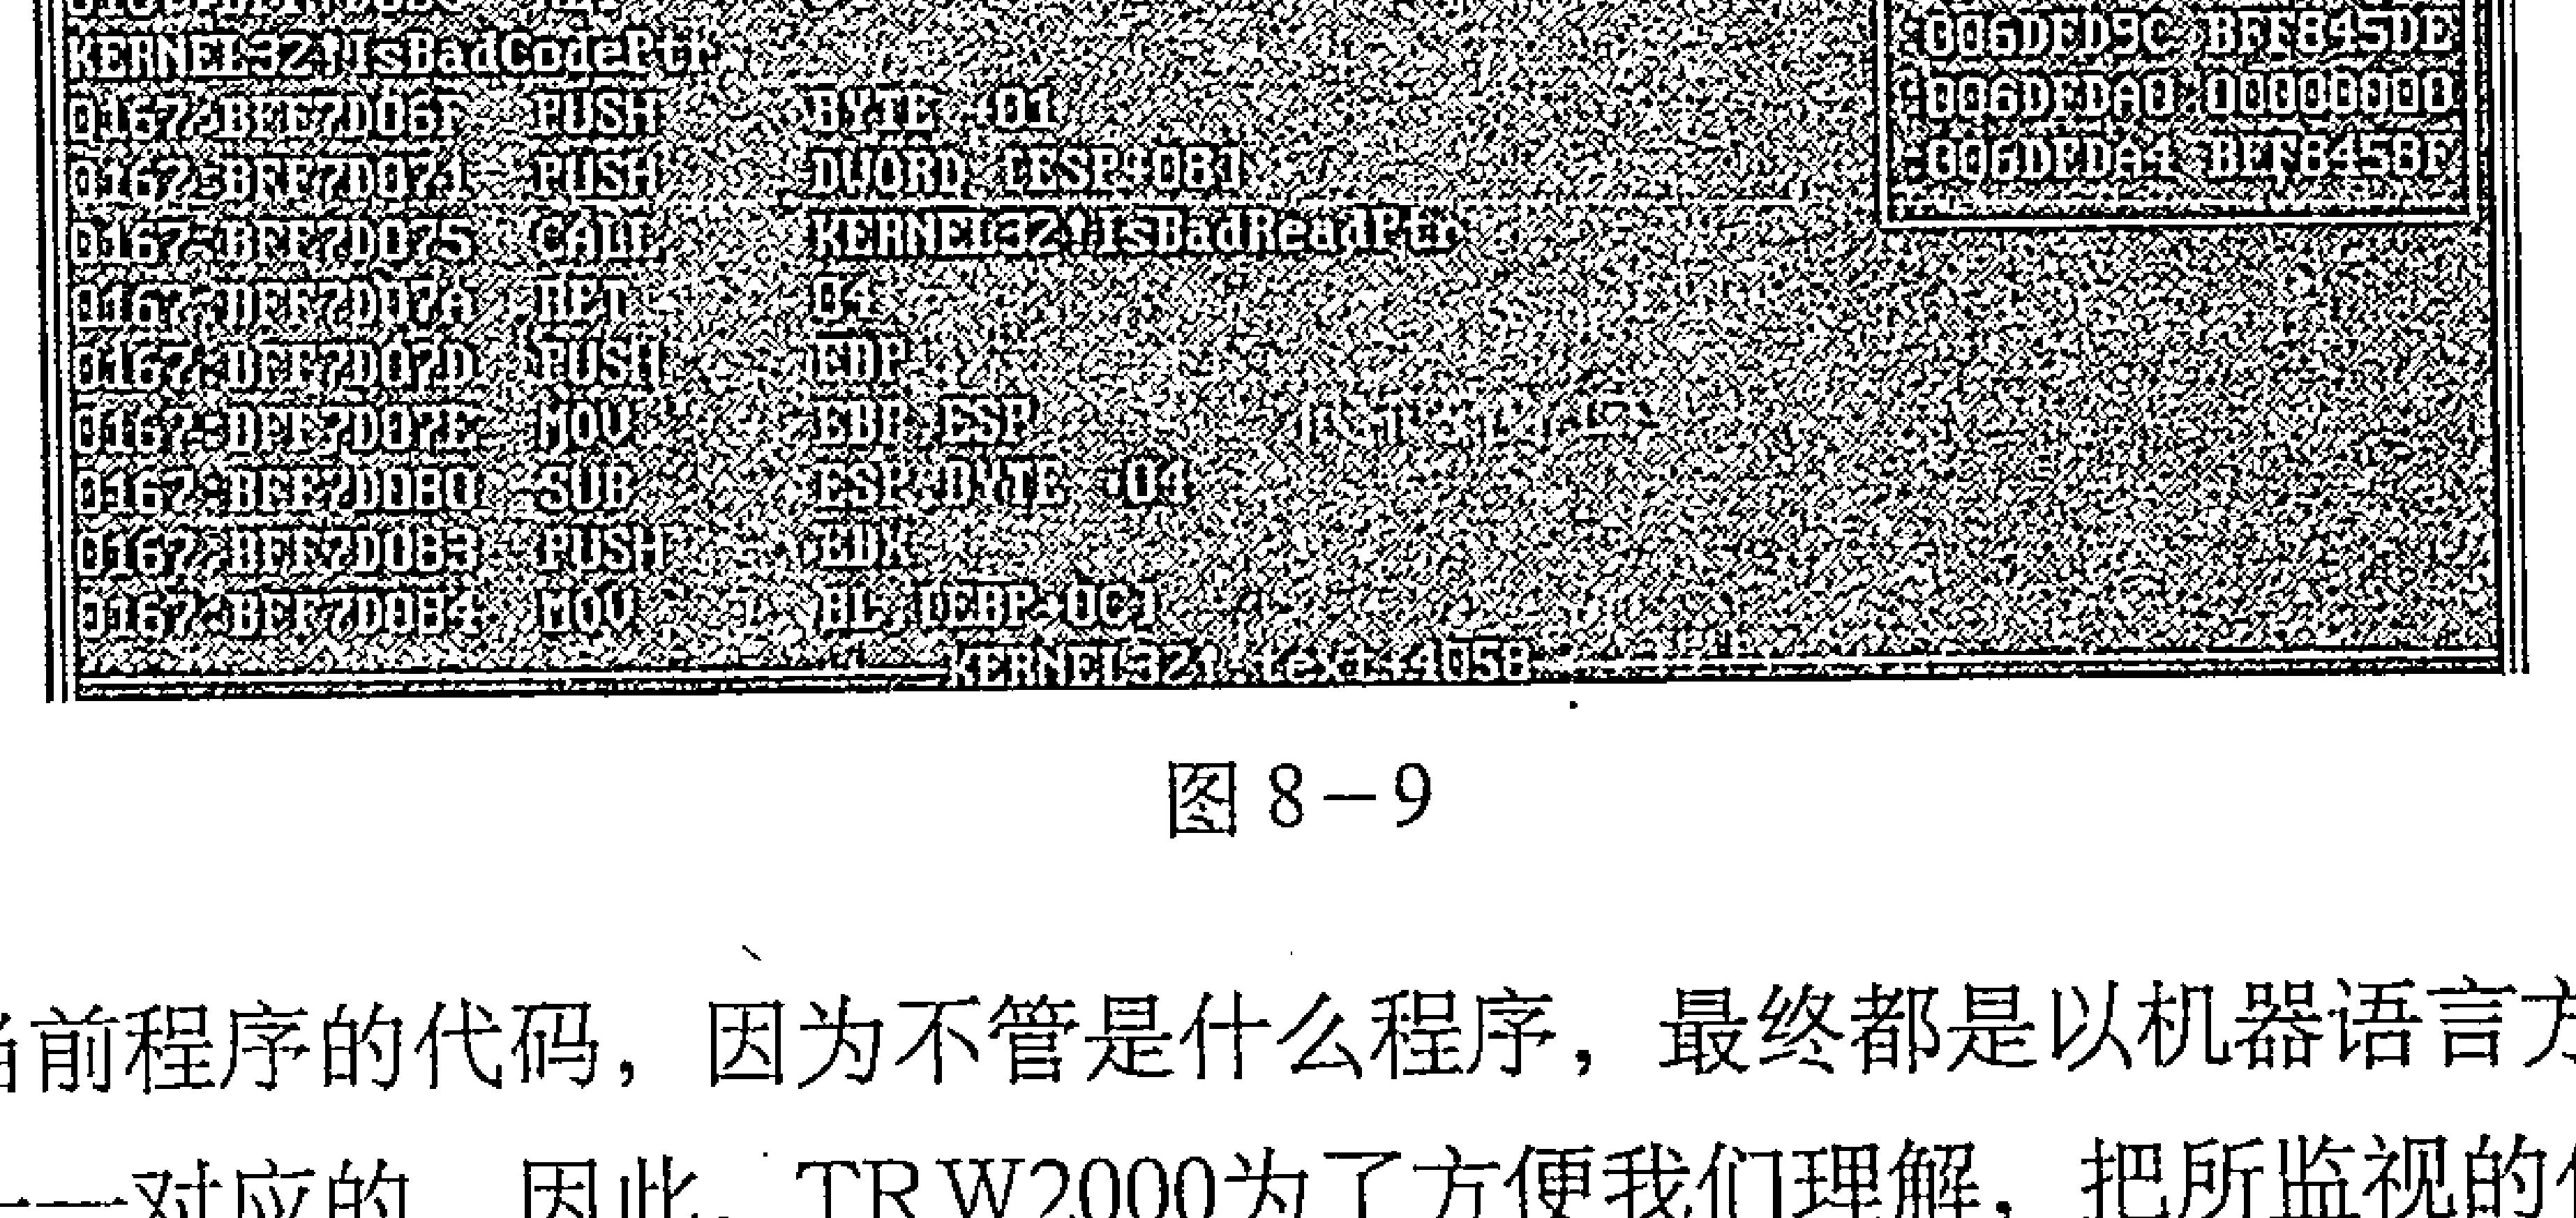 KERNEL32!IsBadCodePtr
0167:BFF7D06F PUSH BYTE +01
0167:BFF7D071 PUSH DWORD [ESP+08]
0167:BFF7D075 CALL KERNEL32!IsBadReadPtr
0167:BFF7D07A RET 04
0167:BFF7D07D PUSH EBP
0167:BFF7D07E MOV EBP,ESP
0167:BFF7D080 SUB ESP,BYTE +04
0167:BFF7D083 PUSH
0167:BFF7D084 MOV BL,[EBP+0C]
KERNEL32!.text+4058
:006DFD9C BFF845DE
:006DFDA0 00000000
:006DFDA4 BFF8458F
图 8-9
当前程序的代码，因为不管是什么程序，最终都是以机器语言方
一一对应的。因此，TRW2000为了方便我们理解，把所监视的